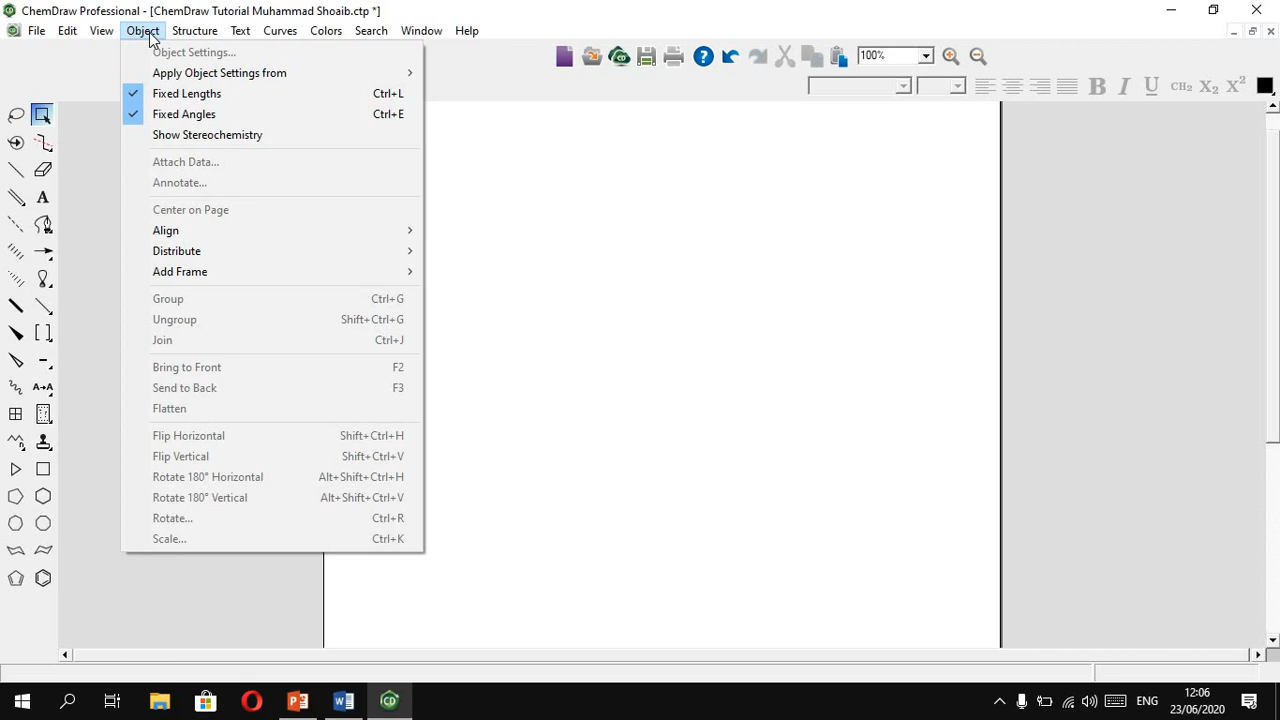 ChemDraw Professional - [ChemDraw Tutorial Muhammad Shoaib.ctp *]
File Edit View Object Structure Text Curves Colors Search Window Help
100%
B I U CH2 X2 X2
Object Settings...
Apply Object Settings from
Fixed Lengths Ctrl+L
Fixed Angles Ctrl+E
Show Stereochemistry
Attach Data...
Annotate...
Center on Page
Align
Distribute
Add Frame
Group Ctrl+G
Ungroup Shift+Ctrl+G
Join Ctrl+J
Bring to Front F2
Send to Back F3
Flatten
Flip Horizontal Shift+Ctrl+H
Flip Vertical Shift+Ctrl+V
Rotate 180° Horizontal Alt+Shift+Ctrl+H
Rotate 180° Vertical Alt+Shift+Ctrl+V
Rotate... Ctrl+R
Scale... Ctrl+K
A
A→A
ENG
12:06
23/06/2020